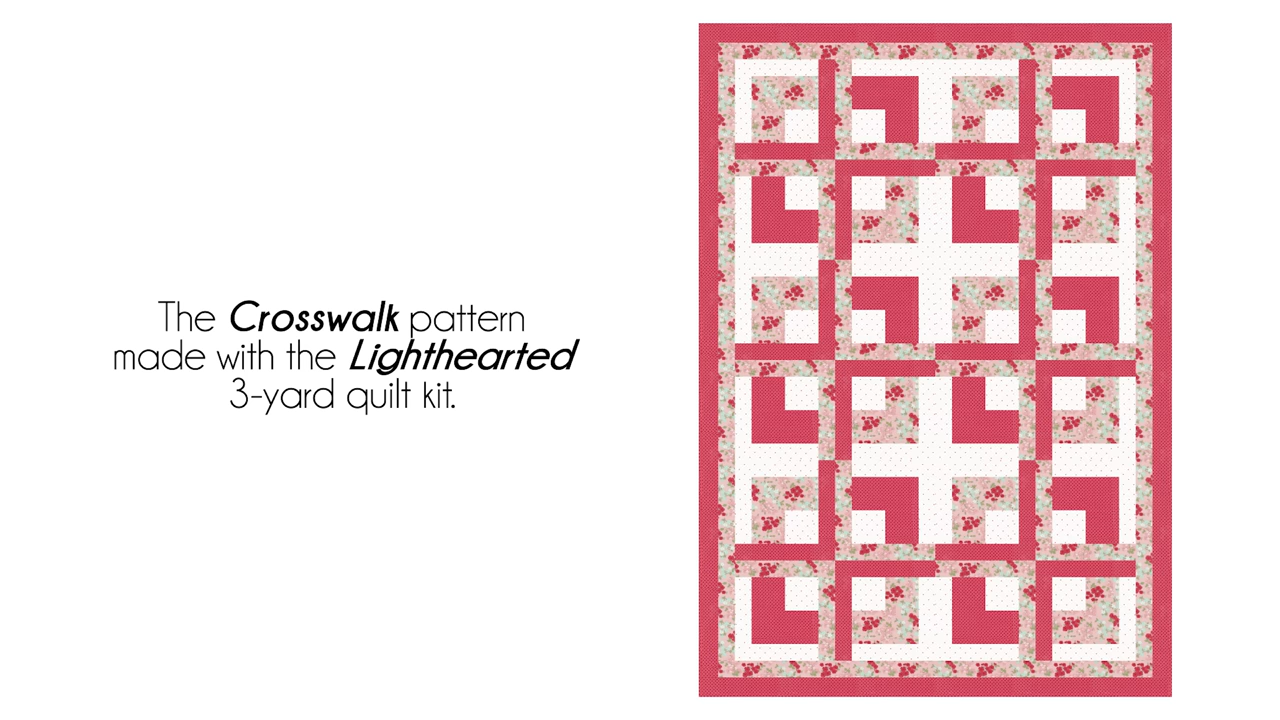 The Crosswalk pattern
made with the Lighthearted
3-yard quilt kit.